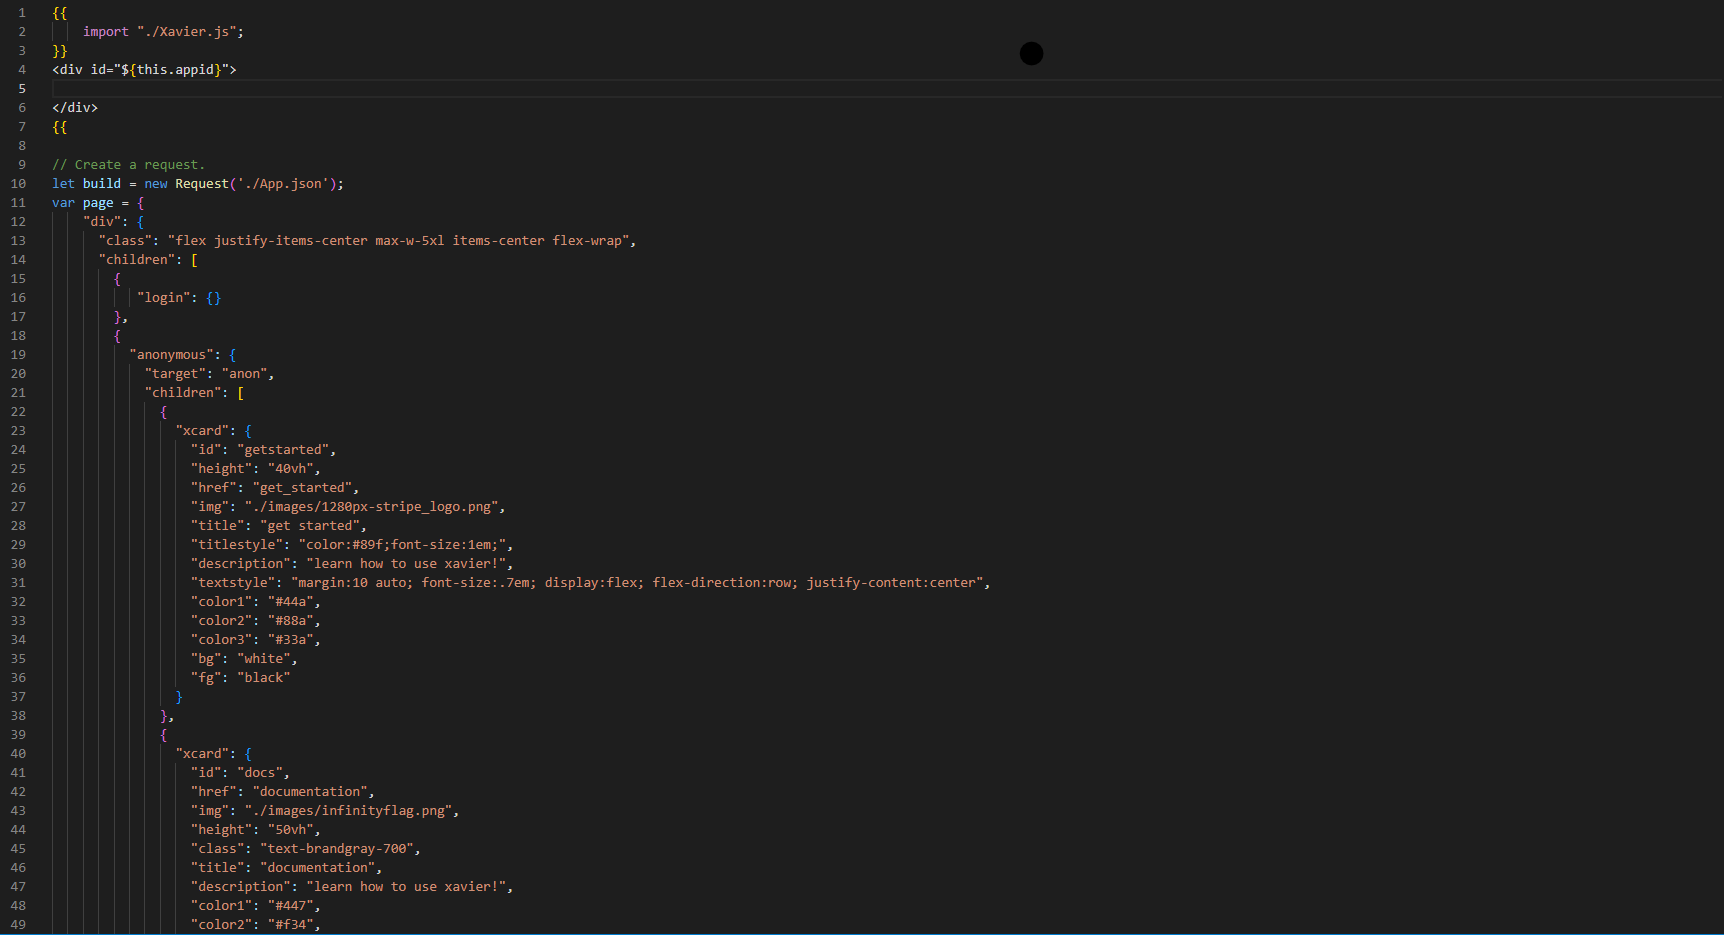 1 {{
2 import "./Xavier.js";
3 }}
4 <div id="${this.appid}">
5
6 </div>
7 {{
8
9 // Create a request.
10 let build = new Request('./App.json');
11 var page = {
12 "div": {
13 "class": "flex justify-items-center max-w-5xl items-center flex-wrap",
14 "children": [
15 {
16 "login": {}
17 },
18 {
19 "anonymous": {
20 "target": "anon",
21 "children": [
22 {
23 "xcard": {
24 "id": "getstarted",
25 "height": "40vh",
26 "href": "get_started",
27 "img": "./images/1280px-stripe_logo.png",
28 "title": "get started",
29 "titlestyle": "color:#89f;font-size:1em;",
30 "description": "learn how to use xavier!",
31 "textstyle": "margin:10 auto; font-size:.7em; display:flex; flex-direction:row; justify-content:center",
32 "color1": "#44a",
33 "color2": "#88a",
34 "color3": "#33a",
35 "bg": "white",
36 "fg": "black"
37 }
38 },
39 {
40 "xcard": {
41 "id": "docs",
42 "href": "documentation",
43 "img": "./images/infinityflag.png",
44 "height": "50vh",
45 "class": "text-brandgray-700",
46 "title": "documentation",
47 "description": "learn how to use xavier!",
48 "color1": "#447",
49 "color2": "#f34",